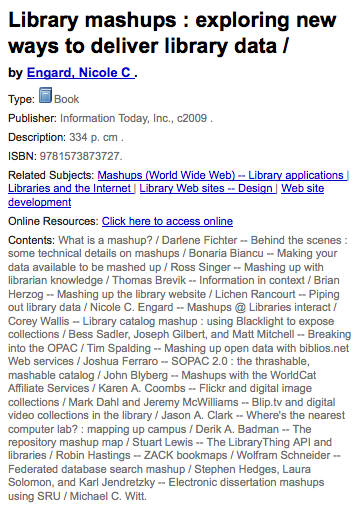 Library mashups : exploring new
ways to deliver library data /
by Engard, Nicole C .
Type: Book
Publisher: Information Today, Inc., c2009 .
Description: 334 p. cm .
ISBN: 9781573873727.
Related Subjects: Mashups (World Wide Web) -- Library applications |
Libraries and the Internet | Library Web sites -- Design | Web site
development
Online Resources: Click here to access online
Contents: What is a mashup? / Darlene Fichter -- Behind the scenes :
some technical details on mashups / Bonaria Biancu -- Making your
data available to be mashed up / Ross Singer -- Mashing up with
librarian knowledge / Thomas Brevik -- Information in context / Brian
Herzog -- Mashing up the library website / Lichen Rancourt -- Piping
out library data / Nicole C. Engard -- Mashups @ Libraries interact /
Corey Wallis -- Library catalog mashup : using Blacklight to expose
collections / Bess Sadler, Joseph Gilbert, and Matt Mitchell -- Breaking
into the OPAC / Tim Spalding -- Mashing up open data with biblios.net
Web services / Joshua Ferraro -- SOPAC 2.0 : the thrashable,
mashable catalog / John Blyberg -- Mashups with the WorldCat
Affiliate Services / Karen A. Coombs -- Flickr and digital image
collections / Mark Dahl and Jeremy McWilliams -- Blip.tv and digital
video collections in the library / Jason A. Clark -- Where's the nearest
computer lab? : mapping up campus / Derik A. Badman -- The
repository mashup map / Stuart Lewis -- The LibraryThing API and
libraries / Robin Hastings -- ZACK bookmaps / Wolfram Schneider --
Federated database search mashup / Stephen Hedges, Laura
Solomon, and Karl Jendretzky -- Electronic dissertation mashups
using SRU / Michael C. Witt.